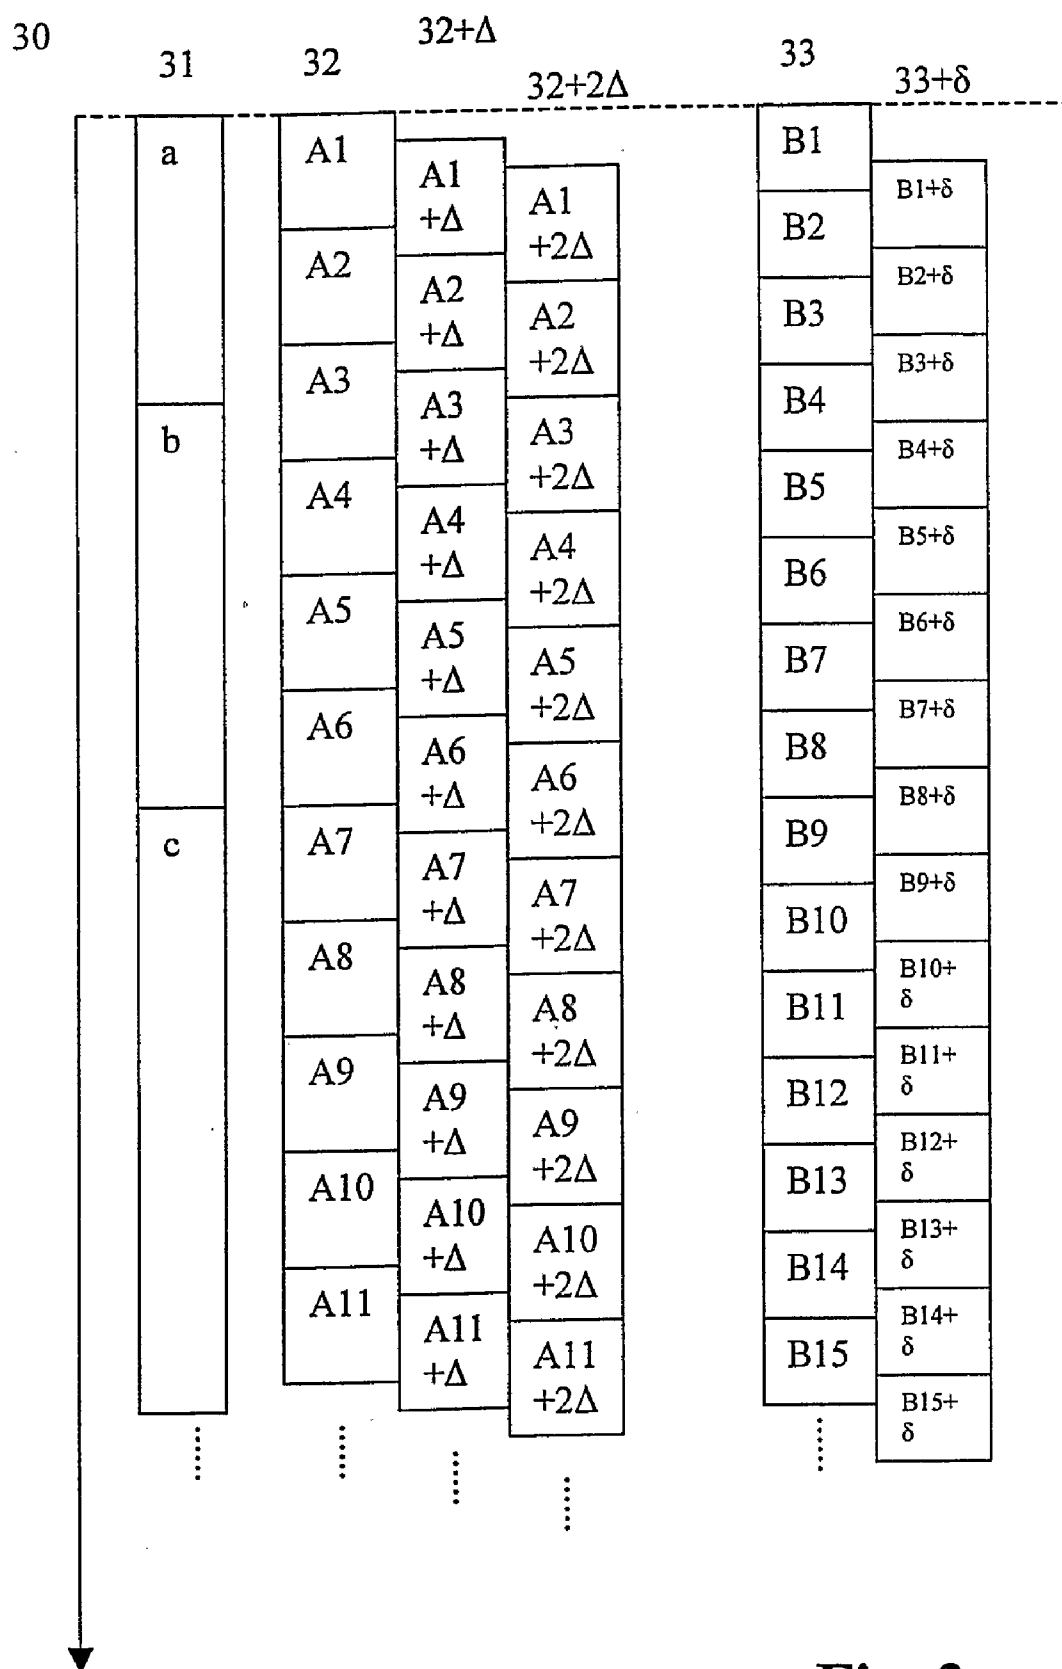 30
31
32
32+Δ
32+2Δ
33
33+δ
a
b
c
A1
A2
A3
A4
A5
A6
A7
A8
A9
A10
A11
A1
+Δ
A2
+Δ
A3
+Δ
A4
+Δ
A5
+Δ
A6
+Δ
A7
+Δ
A8
+Δ
A9
+Δ
A10
+Δ
A11
+Δ
A1
+2Δ
A2
+2Δ
A3
+2Δ
A4
+2Δ
A5
+2Δ
A6
+2Δ
A7
+2Δ
A8
+2Δ
A9
+2Δ
A10
+2Δ
A11
+2Δ
B1
B2
B3
B4
B5
B6
B7
B8
B9
B10
B11
B12
B13
B14
B15
B1+δ
B2+δ
B3+δ
B4+δ
B5+δ
B6+δ
B7+δ
B8+δ
B9+δ
B10+
δ
B11+
δ
B12+
δ
B13+
δ
B14+
δ
B15+
δ